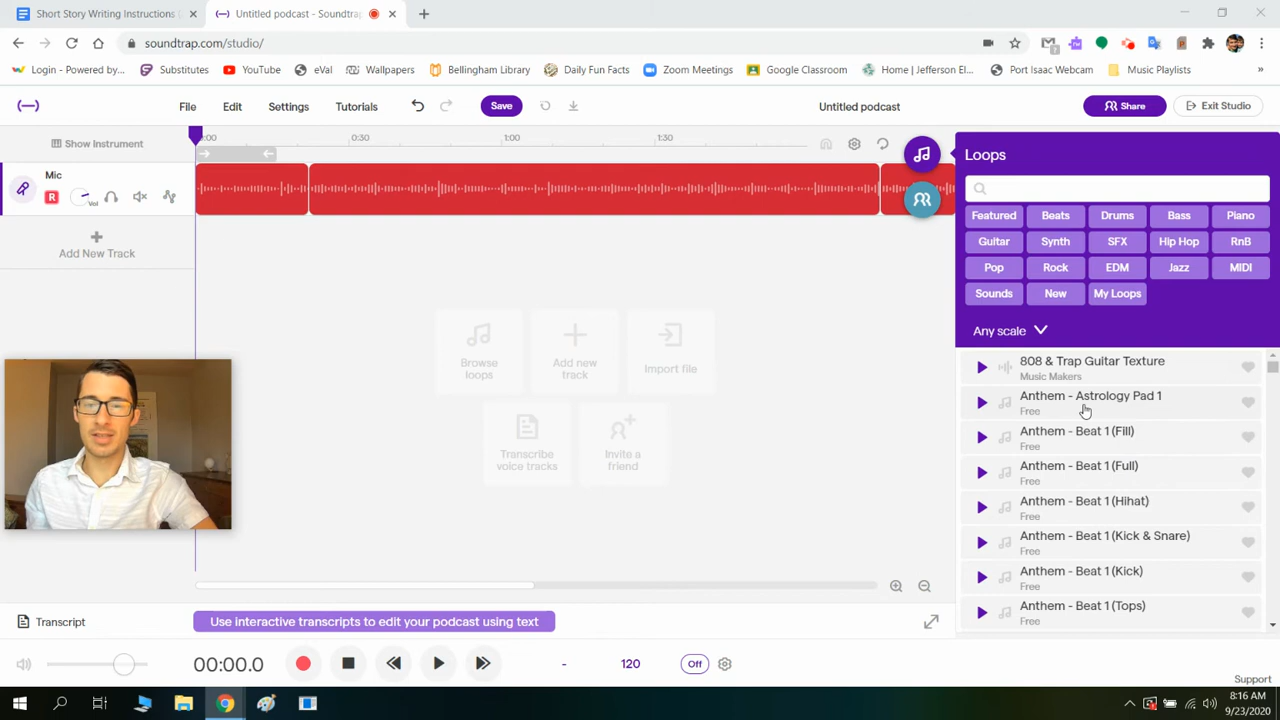 Short Story Writing Instructions (
Untitled podcast - Soundtrap
soundtrap.com/studio/
Login - Powered by...
Substitutes
YouTube
eVal
Wallpapers
Bellingham Library
Daily Fun Facts
Zoom Meetings
Google Classroom
Home | Jefferson El...
Port Isaac Webcam
Music Playlists
File
Edit
Settings
Tutorials
Save
Untitled podcast
Share
Exit Studio
Show Instrument
0:00
0:30
1:00
1:30
Mic
R
Vol
Add New Track
Browse
loops
Add new
track
Import file
Transcribe
voice tracks
Invite a
friend
Loops
Featured
Beats
Drums
Bass
Piano
Guitar
Synth
SFX
Hip Hop
RnB
Pop
Rock
EDM
Jazz
MIDI
Sounds
New
My Loops
Any scale
808 & Trap Guitar Texture
Music Makers
Anthem - Astrology Pad 1
Free
Anthem - Beat 1 (Fill)
Free
Anthem - Beat 1 (Full)
Free
Anthem - Beat 1 (Hihat)
Free
Anthem - Beat 1 (Kick & Snare)
Free
Anthem - Beat 1 (Kick)
Free
Anthem - Beat 1 (Tops)
Free
Transcript
Use interactive transcripts to edit your podcast using text
00:00.0
-
120
Off
Support
8:16 AM
9/23/2020